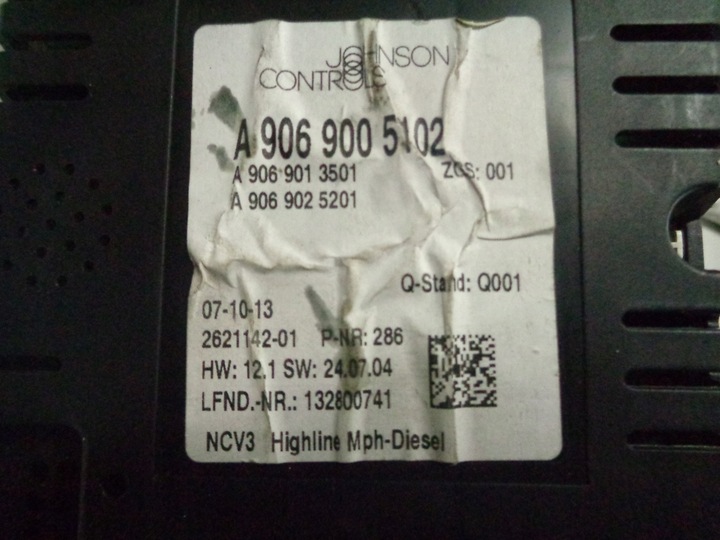 JOHNSON
CONTROLS
A 906 900 5102
A 906 901 3501 ZGS: 001
A 906 902 5201
Q-Stand: Q001
07-10-13
2621142-01 P-NR: 286
HW: 12.1 SW: 24.07.04
LFND.-NR.: 132800741
NCV3 Highline Mph-Diesel